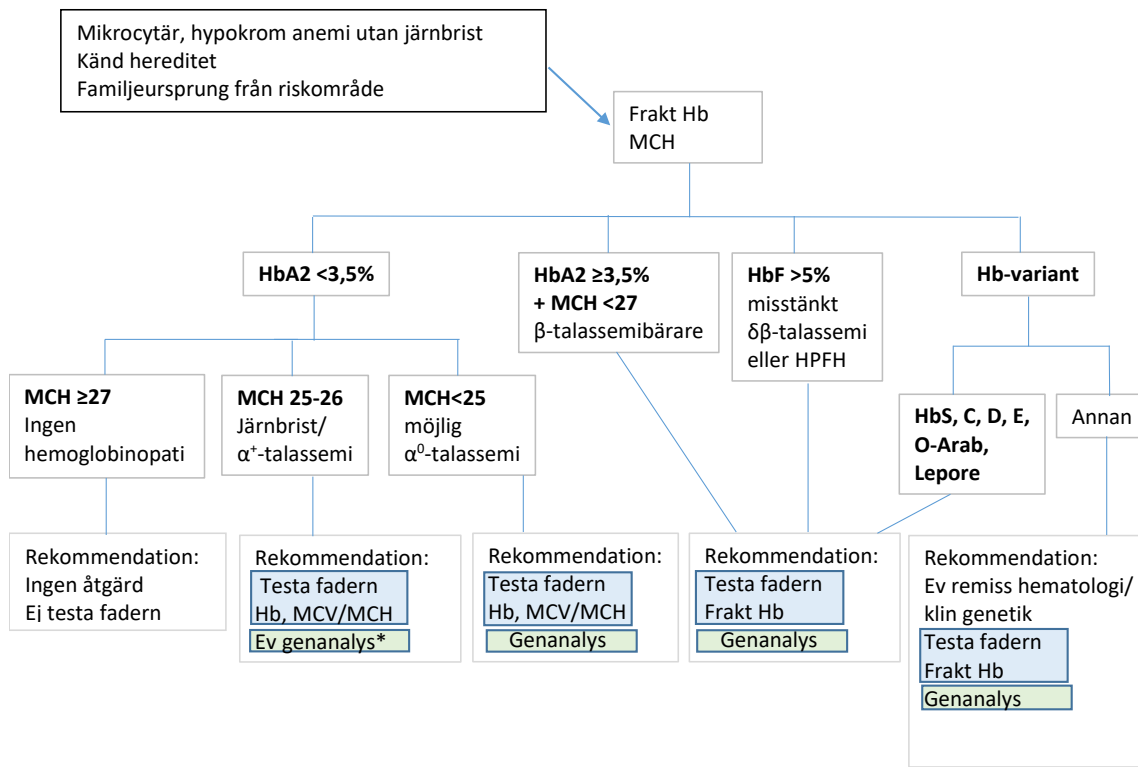 Mikrocytär, hypokrom anemi utan järnbrist
Känd hereditet
Familjeursprung från riskområde
Frakt Hb
MCH
HbA2 <3,5%
HbA2 ≥3,5%
+ MCH <27
β-talassemibärare
HbF >5%
misstänkt
δβ-talassemi
eller HPFH
Hb-variant
MCH ≥27
Ingen
hemoglobinopati
MCH 25-26
Järnbrist/
α⁺-talassemi
MCH<25
möjlig
α⁰-talassemi
HbS, C, D, E,
O-Arab,
Lepore
Annan
Rekommendation:
Ingen åtgärd
Ej testa fadern
Rekommendation:
Testa fadern
Hb, MCV/MCH
Ev genanalys*
Rekommendation:
Testa fadern
Hb, MCV/MCH
Genanalys
Rekommendation:
Testa fadern
Frakt Hb
Genanalys
Rekommendation:
Ev remiss hematologi/
klin genetik
Testa fadern
Frakt Hb
Genanalys